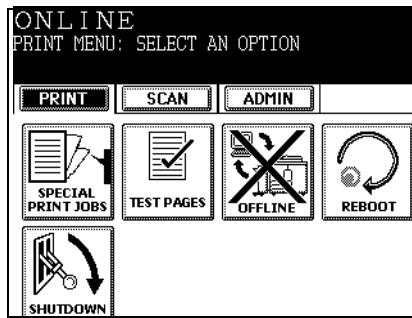 ONLINE
PRINT MENU: SELECT AN OPTION
PRINT SCAN ADMIN
SPECIAL
PRINT JOBS
TEST PAGES
OFFLINE
REBOOT
SHUTDOWN